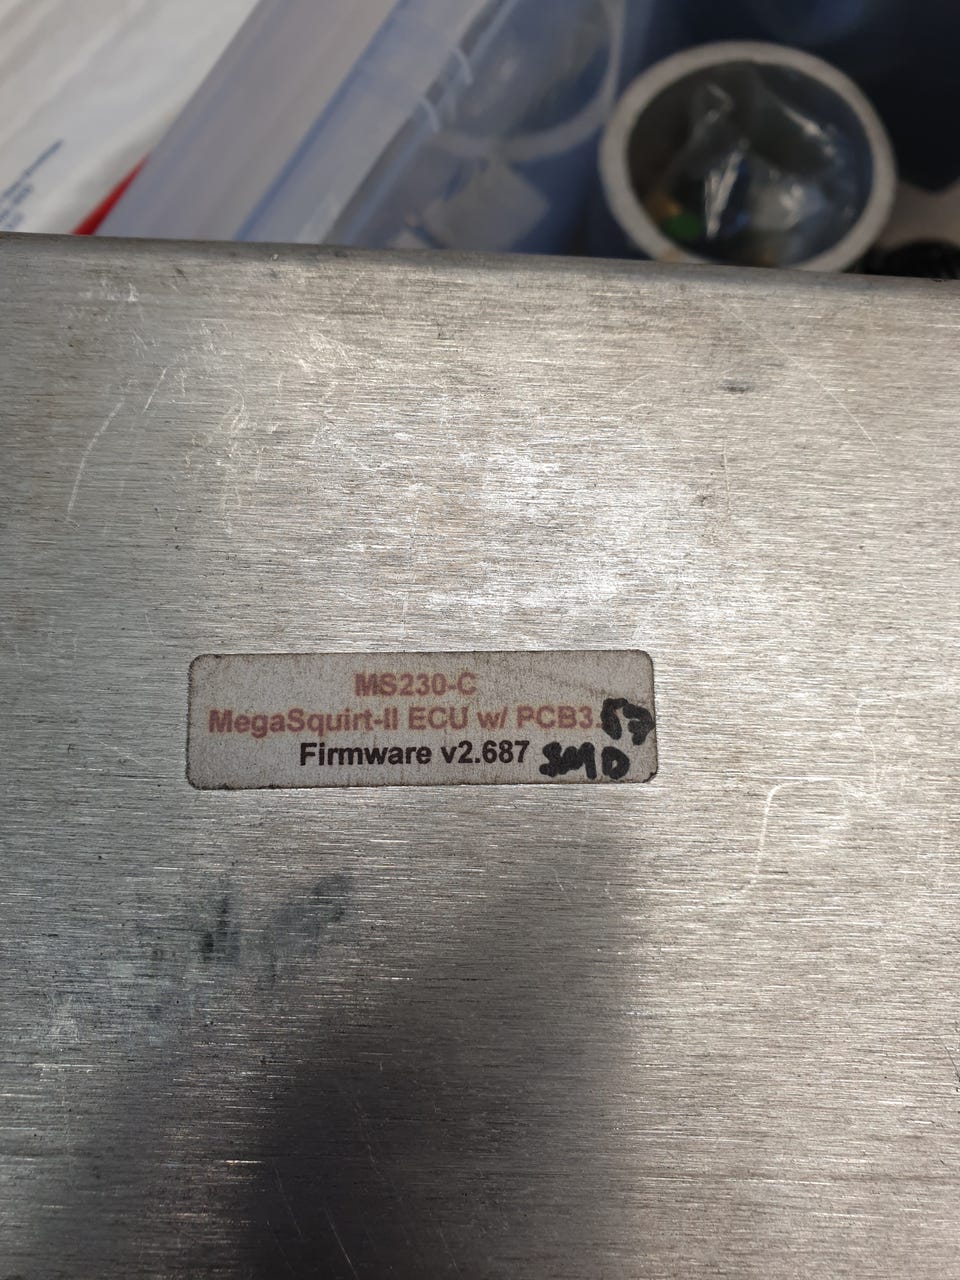 MS230-C
MegaSquirt-II ECU w/ PCB3.57
Firmware v2.687 SMD